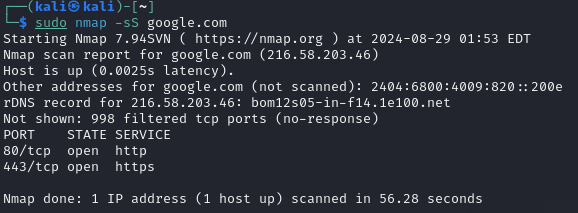 ┌──(kali㉿kali)-[~]
└─$ sudo nmap -sS google.com
Starting Nmap 7.94SVN ( https://nmap.org ) at 2024-08-29 01:53 EDT
Nmap scan report for google.com (216.58.203.46)
Host is up (0.0025s latency).
Other addresses for google.com (not scanned): 2404:6800:4009:820::200e
rDNS record for 216.58.203.46: bom12s05-in-f14.1e100.net
Not shown: 998 filtered tcp ports (no-response)
PORT    STATE SERVICE
80/tcp  open  http
443/tcp open  https
Nmap done: 1 IP address (1 host up) scanned in 56.28 seconds